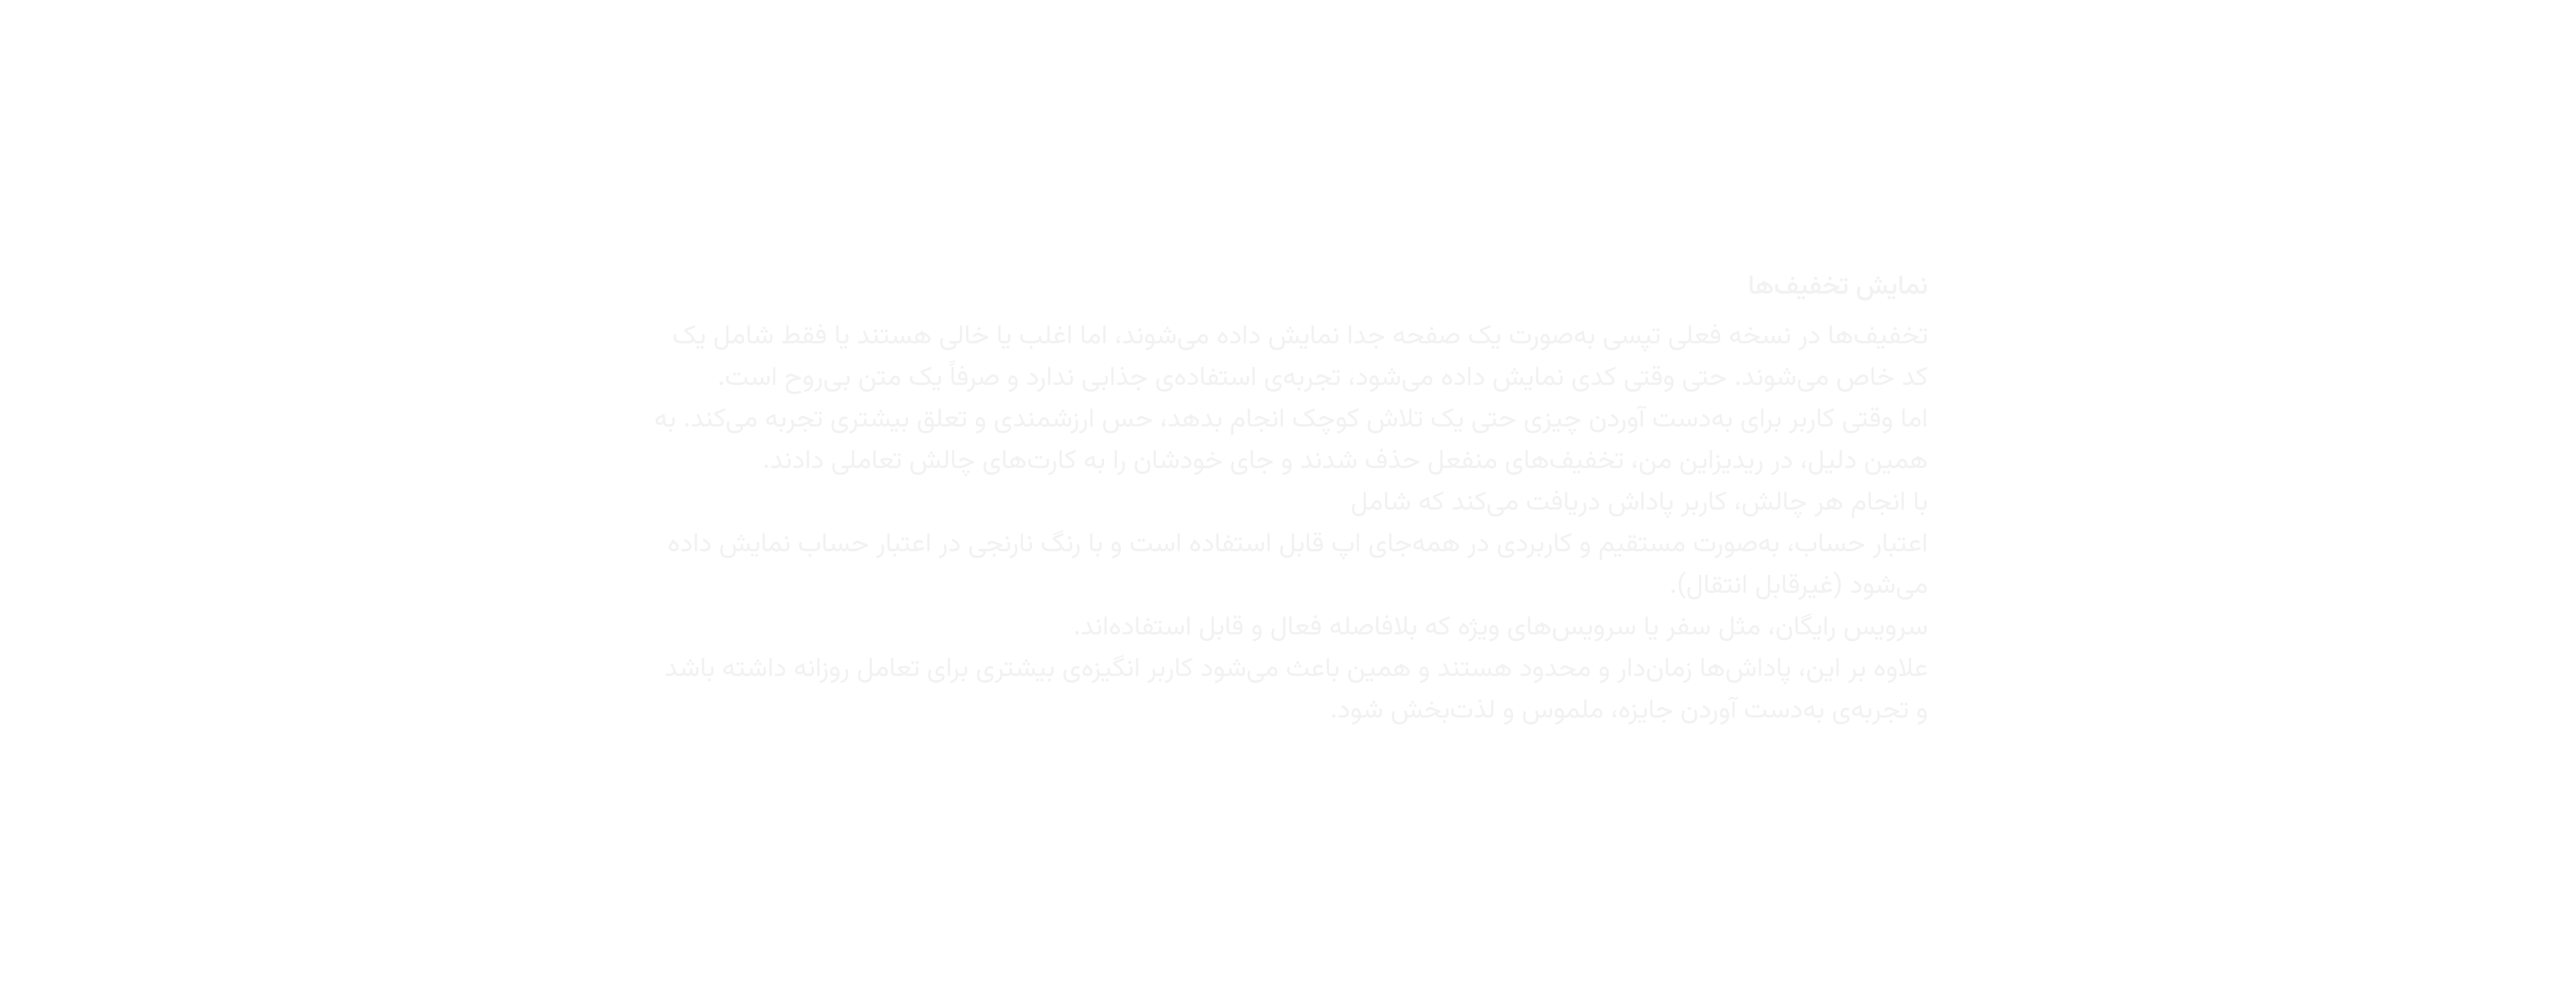 نمایش تخفیف‌ها
تخفیف‌ها در نسخه فعلی تپسی به‌صورت یک صفحه جدا نمایش داده می‌شوند، اما اغلب یا خالی هستند یا فقط شامل یک
کد خاص می‌شوند. حتی وقتی کدی نمایش داده می‌شود، تجربه‌ی استفاده‌ی جذابی ندارد و صرفاً یک متن بی‌روح است.
اما وقتی کاربر برای به‌دست آوردن چیزی حتی یک تلاش کوچک انجام بدهد، حس ارزشمندی و تعلق بیشتری تجربه می‌کند. به
همین دلیل، در ریدیزاین من، تخفیف‌های منفعل حذف شدند و جای خودشان را به کارت‌های چالش تعاملی دادند.
با انجام هر چالش، کاربر پاداش دریافت می‌کند که شامل
اعتبار حساب، به‌صورت مستقیم و کاربردی در همه‌جای اپ قابل استفاده است و با رنگ نارنجی در اعتبار حساب نمایش داده
می‌شود (غیرقابل انتقال).
سرویس رایگان، مثل سفر یا سرویس‌های ویژه که بلافاصله فعال و قابل استفاده‌اند.
علاوه بر این، پاداش‌ها زمان‌دار و محدود هستند و همین باعث می‌شود کاربر انگیزه‌ی بیشتری برای تعامل روزانه داشته باشد
و تجربه‌ی به‌دست آوردن جایزه، ملموس و لذت‌بخش شود.